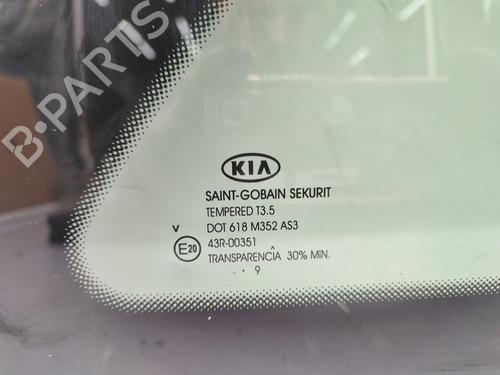 B-PARTS
KIA
SAINT-GOBAIN SEKURIT
TEMPERED T3.5
V DOT 618 M352 AS3
E20 43R-00351
TRANSPARENCIA 30% MIN.
· 9